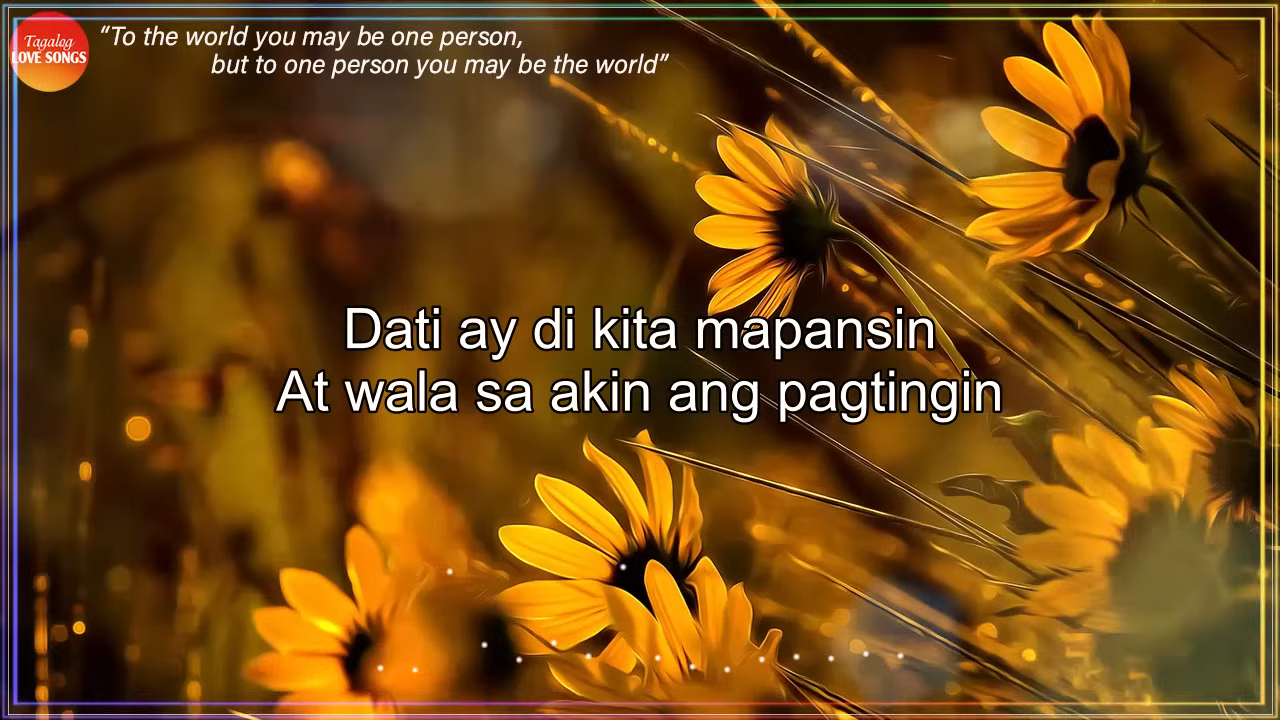 Tagalog
LOVE SONGS
“To the world you may be one person,
but to one person you may be the world”
Dati ay di kita mapansin
At wala sa akin ang pagtingin